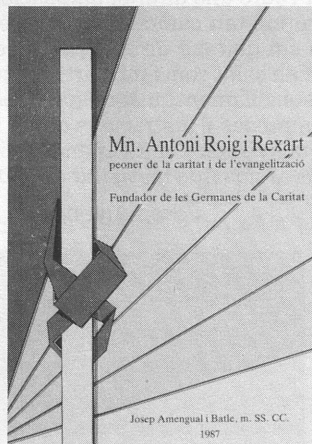 Mn. Antoni Roig i Rexart
peoner de la caritat i de l'evangelització
Fundador de les Germanes de la Caritat
Josep Amengual i Batle, m. SS. CC.
1987